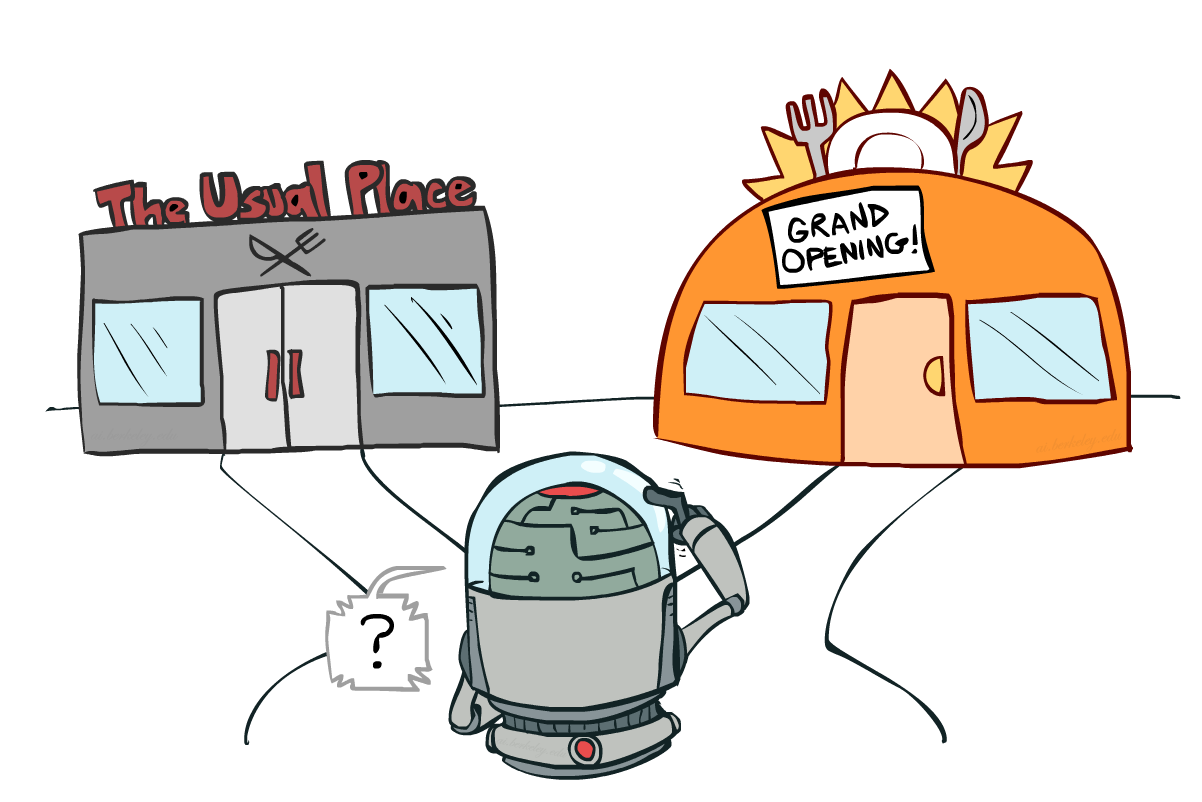 The Usual Place
GRAND
OPENING!
?